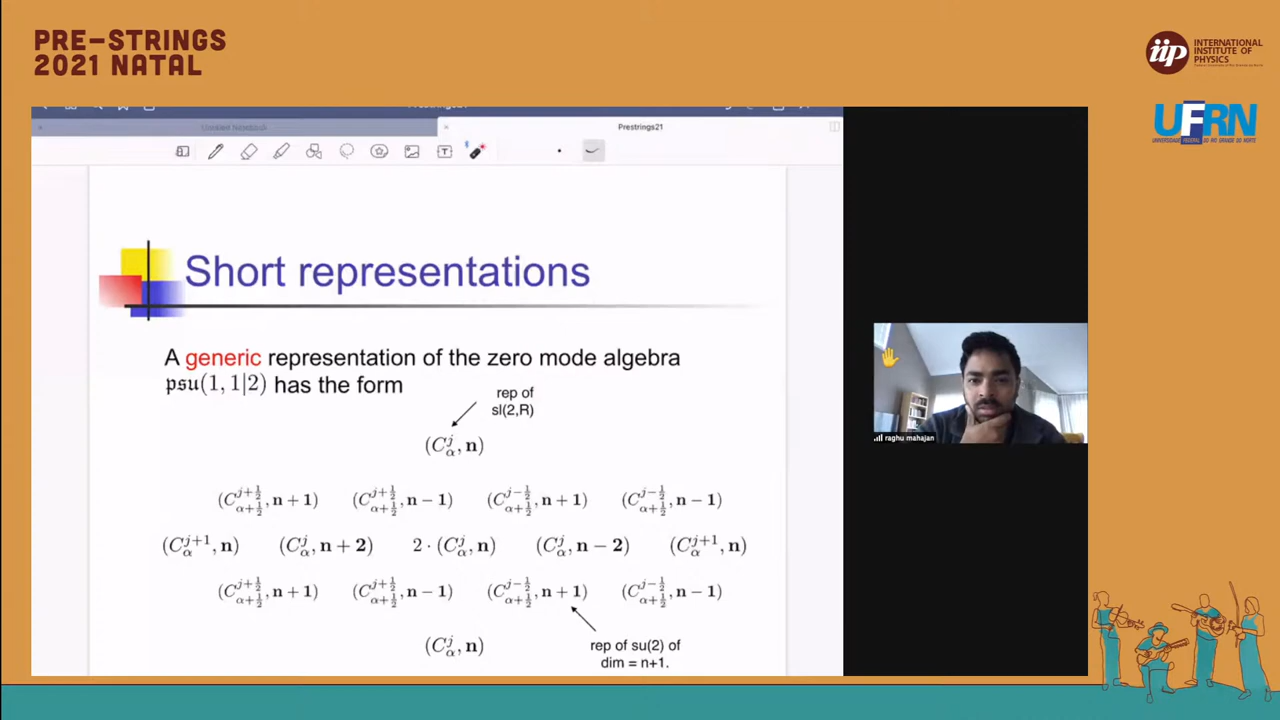 PRE-STRINGS
2021 NATAL
iip
INTERNATIONAL
INSTITUTE OF
PHYSICS
UFRN
Prestrings21
T
Short representations
A generic representation of the zero mode algebra
𝔭𝔰𝔲(1, 1|2) has the form
rep of
sl(2,R)
(C^j_α, n)
(C^{j+1/2}_{α+1/2}, n + 1) (C^{j+1/2}_{α+1/2}, n − 1) (C^{j−1/2}_{α+1/2}, n + 1) (C^{j−1/2}_{α+1/2}, n − 1)
(C^{j+1}_α, n) (C^j_α, n + 2) 2 · (C^j_α, n) (C^j_α, n − 2) (C^{j+1}_α, n)
(C^{j+1/2}_{α+1/2}, n + 1) (C^{j+1/2}_{α+1/2}, n − 1) (C^{j−1/2}_{α+1/2}, n + 1) (C^{j−1/2}_{α+1/2}, n − 1)
(C^j_α, n)
rep of su(2) of
dim = n+1.
raghu mahajan